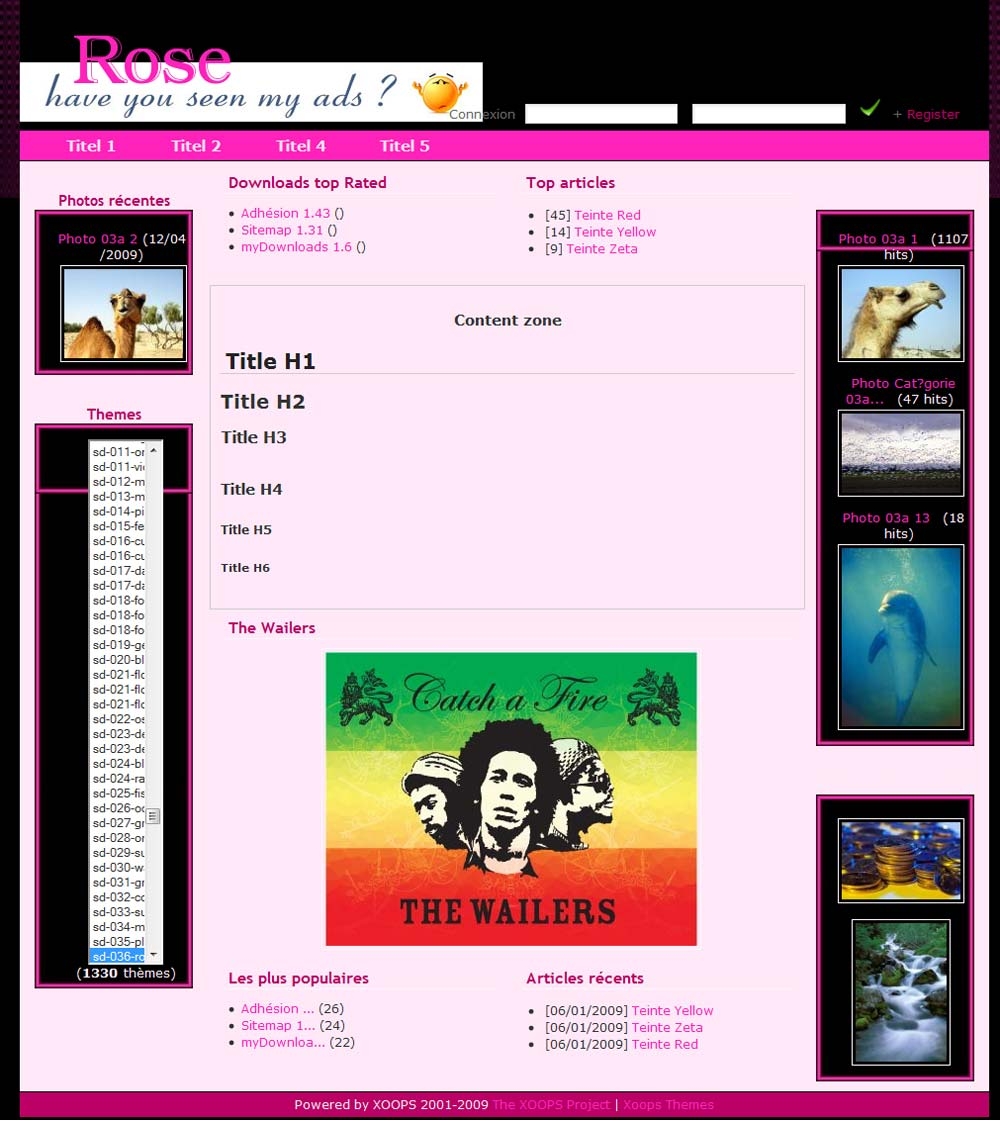 Rose
have you seen my ads ?
Connexion
+ Register
Titel 1 Titel 2 Titel 4 Titel 5
Photos récentes
Photo 03a 2 (12/04
/2009)
Themes
sd-011-or
sd-011-vi
sd-012-m
sd-013-m
sd-014-pi
sd-015-fe
sd-016-cu
sd-016-cu
sd-017-da
sd-017-da
sd-018-fo
sd-018-fo
sd-018-fo
sd-019-ge
sd-020-bl
sd-021-flo
sd-021-flo
sd-021-flo
sd-022-os
sd-023-de
sd-023-de
sd-024-bl
sd-024-ra
sd-025-fis
sd-026-oc
sd-027-gr
sd-028-or
sd-029-su
sd-030-wa
sd-031-gr
sd-032-co
sd-033-su
sd-034-m
sd-035-pl
sd-036-ro
(1330 thèmes)
Downloads top Rated
• Adhésion 1.43 ()
• Sitemap 1.31 ()
• myDownloads 1.6 ()
Top articles
• [45] Teinte Red
• [14] Teinte Yellow
• [9] Teinte Zeta
Content zone
Title H1
Title H2
Title H3
Title H4
Title H5
Title H6
The Wailers
Catch a Fire
THE WAILERS
Les plus populaires
• Adhésion ... (26)
• Sitemap 1... (24)
• myDownloa... (22)
Articles récents
• [06/01/2009] Teinte Yellow
• [06/01/2009] Teinte Zeta
• [06/01/2009] Teinte Red
Photo 03a 1 (1107
hits)
Photo Cat?gorie
03a... (47 hits)
Photo 03a 13 (18
hits)
Powered by XOOPS 2001-2009 The XOOPS Project | Xoops Themes